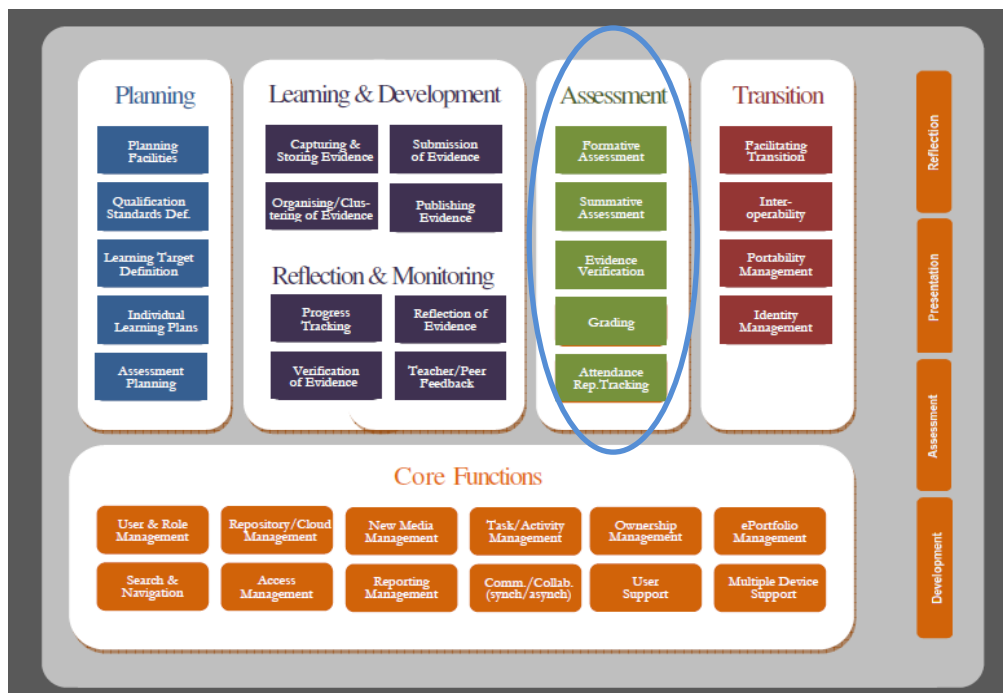 Planning
Planning
Facilities
Qualification
Standards Def.
Learning Target
Definition
Individual
Learning Plans
Assessment
Planning
Learning & Development
Capturing &
Storing Evidence
Submission
of Evidence
Organising/Clus-
tering of Evidence
Publishing
Evidence
Reflection & Monitoring
Progress
Tracking
Reflection of
Evidence
Verification
of Evidence
Teacher/Peer
Feedback
Assessment
Formative
Assessment
Summative
Assessment
Evidence
Verification
Grading
Attendance
Rep.Tracking
Transition
Facilitating
Transition
Inter-
operability
Portability
Management
Identity
Management
Core Functions
User & Role
Management
Repository/Cloud
Management
New Media
Management
Task/Activity
Management
Ownership
Management
ePortfolio
Management
Search &
Navigation
Access
Management
Reporting
Management
Comm./Collab.
(synch/asynch)
User
Support
Multiple Device
Support
Reflection
Presentation
Assessment
Development